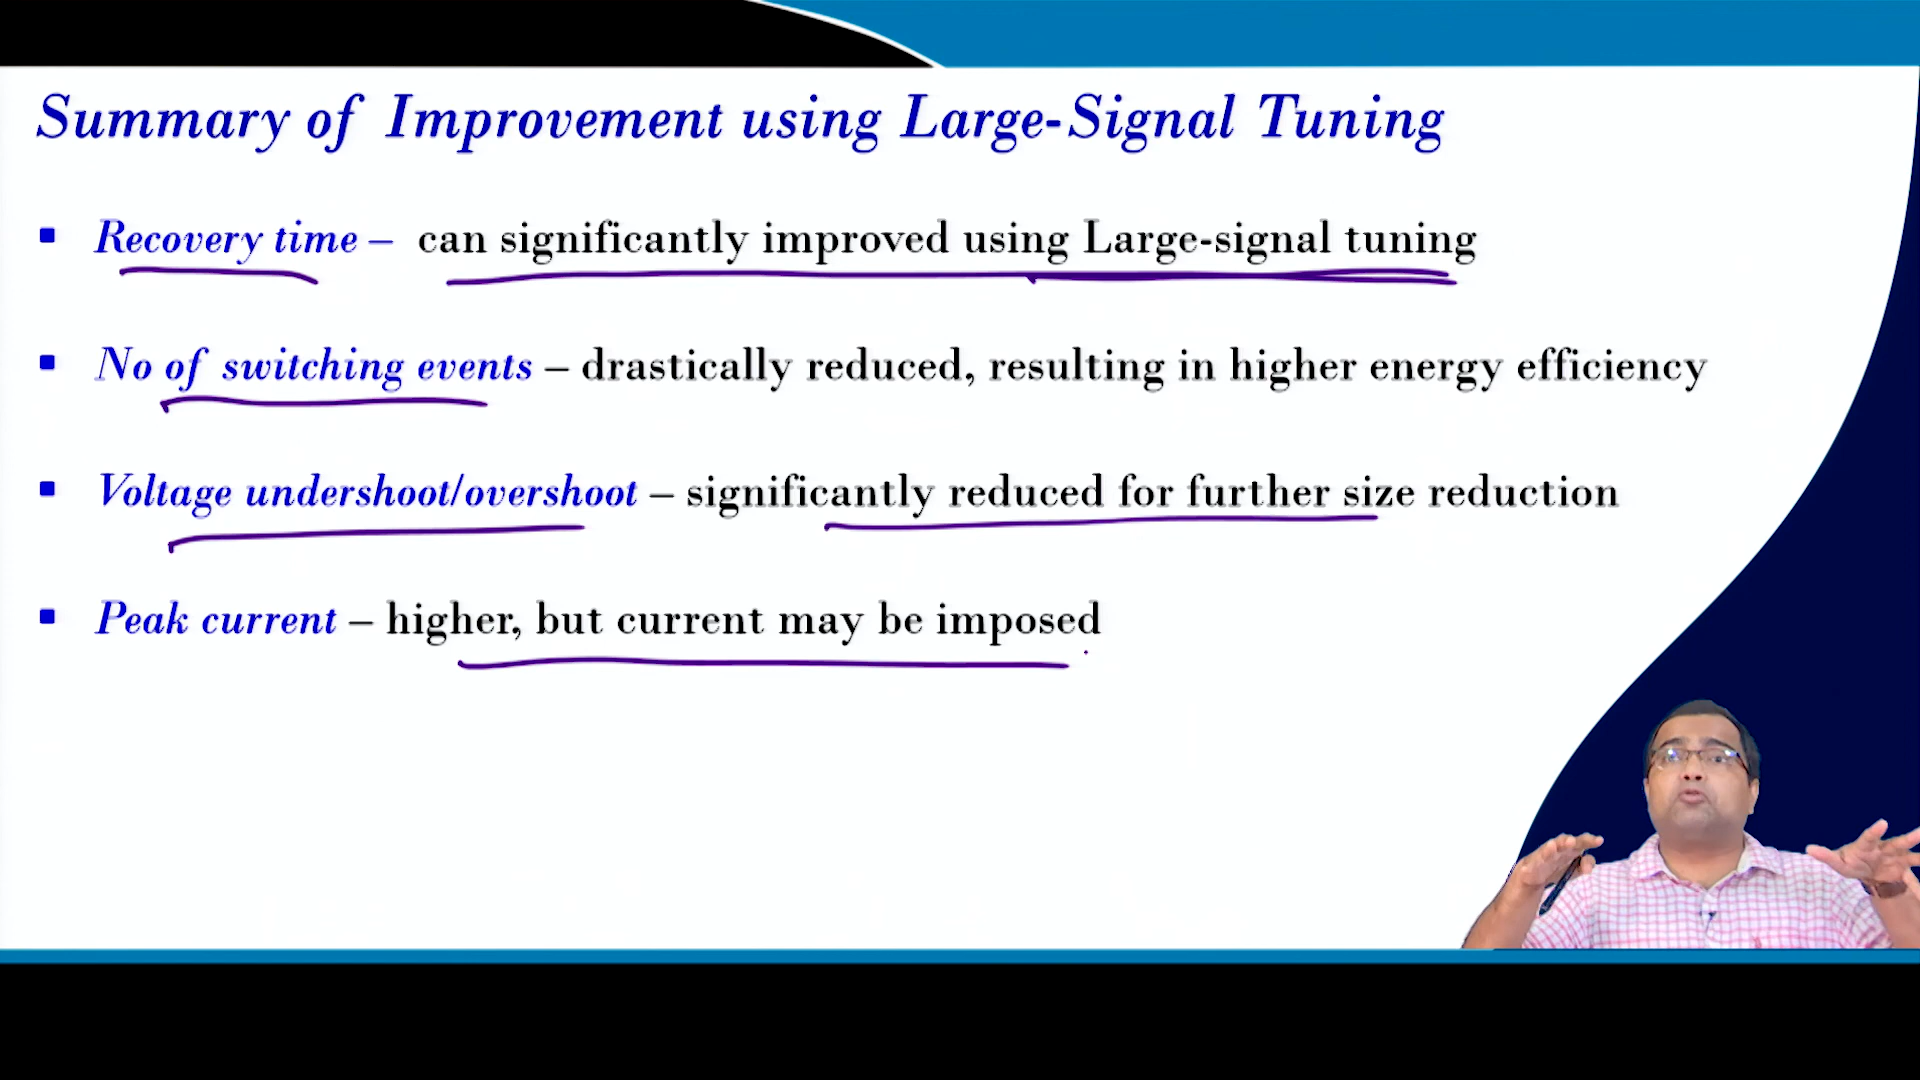 Summary of Improvement using Large-Signal Tuning
Recovery time – can significantly improved using Large-signal tuning
No of switching events – drastically reduced, resulting in higher energy efficiency
Voltage undershoot/overshoot – significantly reduced for further size reduction
Peak current – higher, but current may be imposed